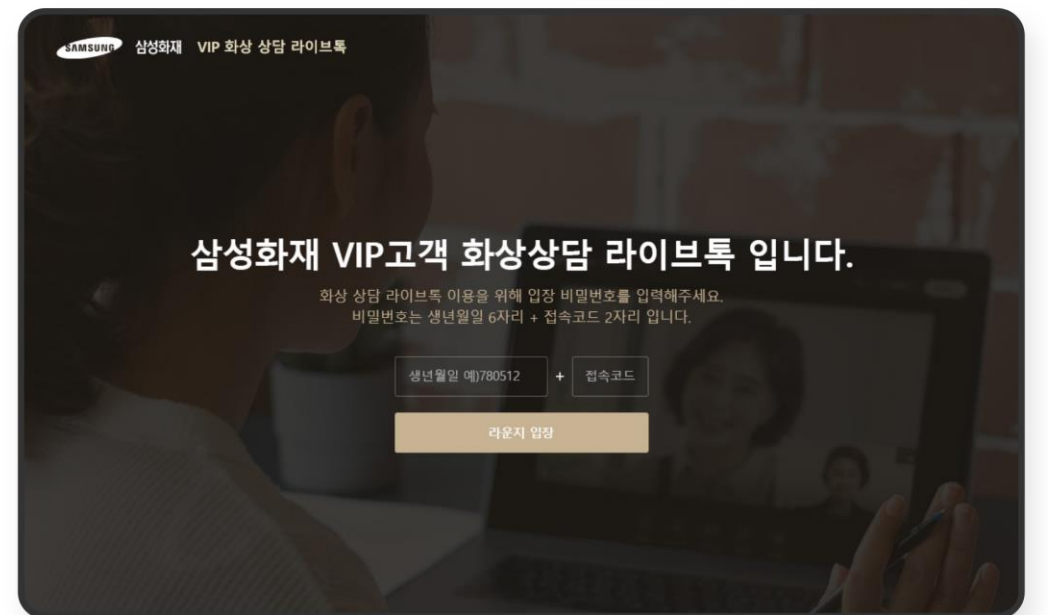 SAMSUNG 삼성화재 VIP 화상 상담 라이브톡
삼성화재 VIP고객 화상상담 라이브톡 입니다.
화상 상담 라이브톡 이용을 위해 입장 비밀번호를 입력해주세요.
비밀번호는 생년월일 6자리 + 접속코드 2자리 입니다.
생년월일 예)780512 + 접속코드
라운지 입장